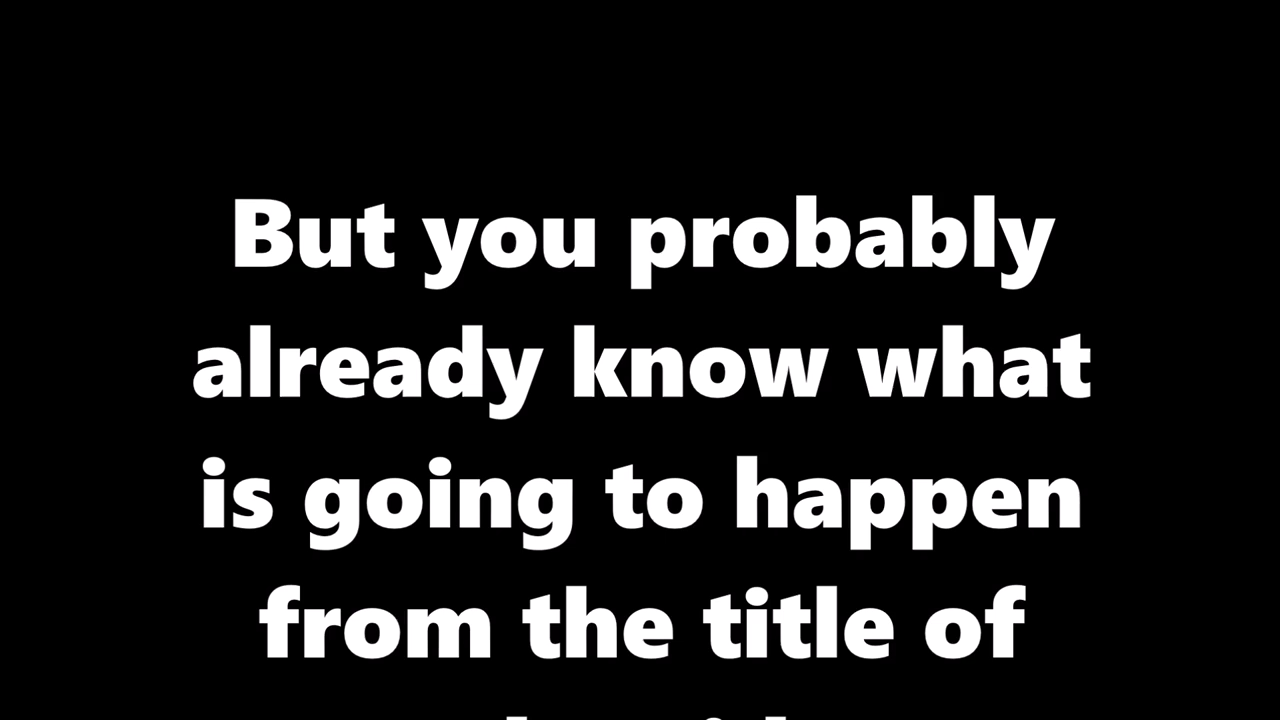 But you probably
already know what
is going to happen
from the title of